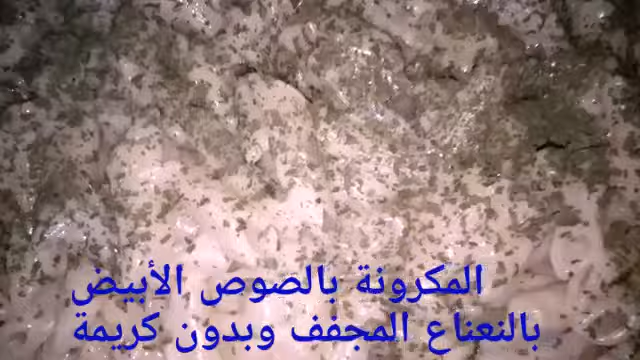 المكرونة بالصوص الأبيض
بالنعناع المجفف وبدون كريمة